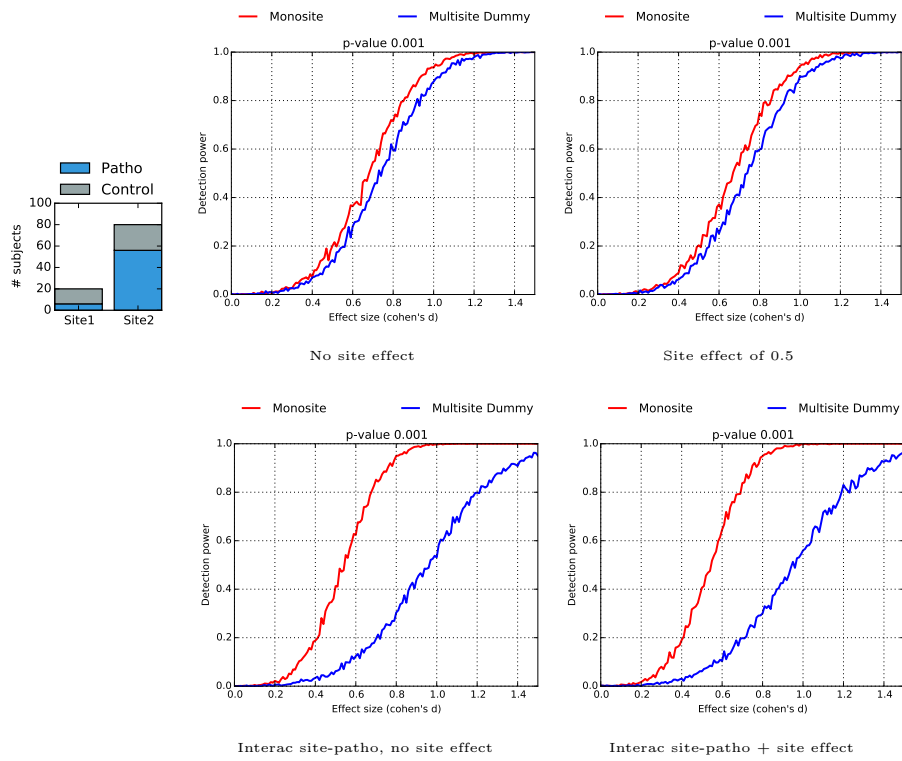 Monosite Multisite Dummy Monosite Multisite Dummy
p-value 0.001 p-value 0.001
Patho
Control
100
80
60
40
20
0
# subjects
Site1 Site2
1.0
0.8
0.6
0.4
0.2
0.0
Detection power
0.0 0.2 0.4 0.6 0.8 1.0 1.2 1.4
Effect size (cohen's d)
No site effect
1.0
0.8
0.6
0.4
0.2
0.0
Detection power
0.0 0.2 0.4 0.6 0.8 1.0 1.2 1.4
Effect size (cohen's d)
Site effect of 0.5
Monosite Multisite Dummy Monosite Multisite Dummy
p-value 0.001 p-value 0.001
1.0
0.8
0.6
0.4
0.2
0.0
Detection power
0.0 0.2 0.4 0.6 0.8 1.0 1.2 1.4
Effect size (cohen's d)
Interac site-patho, no site effect
1.0
0.8
0.6
0.4
0.2
0.0
Detection power
0.0 0.2 0.4 0.6 0.8 1.0 1.2 1.4
Effect size (cohen's d)
Interac site-patho + site effect